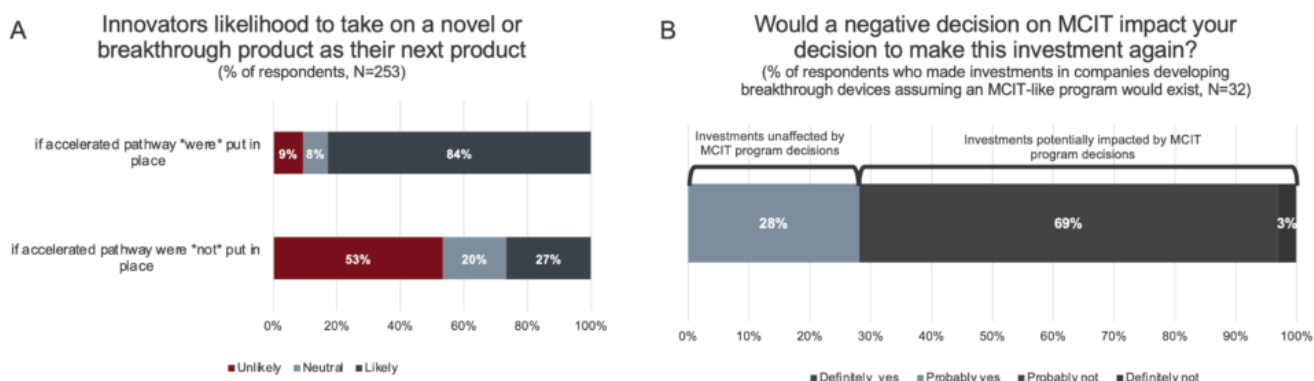 A
Innovators likelihood to take on a novel or
breakthrough product as their next product
(% of respondents, N=253)
if accelerated pathway *were* put in
place
9% 8% 84%
if accelerated pathway were *not* put in
place
53% 20% 27%
0% 20% 40% 60% 80% 100%
Unlikely Neutral Likely
B
Would a negative decision on MCIT impact your
decision to make this investment again?
(% of respondents who made investments in companies developing
breakthrough devices assuming an MCIT-like program would exist, N=32)
Investments unaffected by
MCIT program decisions
Investments potentially impacted by MCIT
program decisions
28% 69% 3%
0% 10% 20% 30% 40% 50% 60% 70% 80% 90% 100%
Definitely yes Probably yes Probably not Definitely not